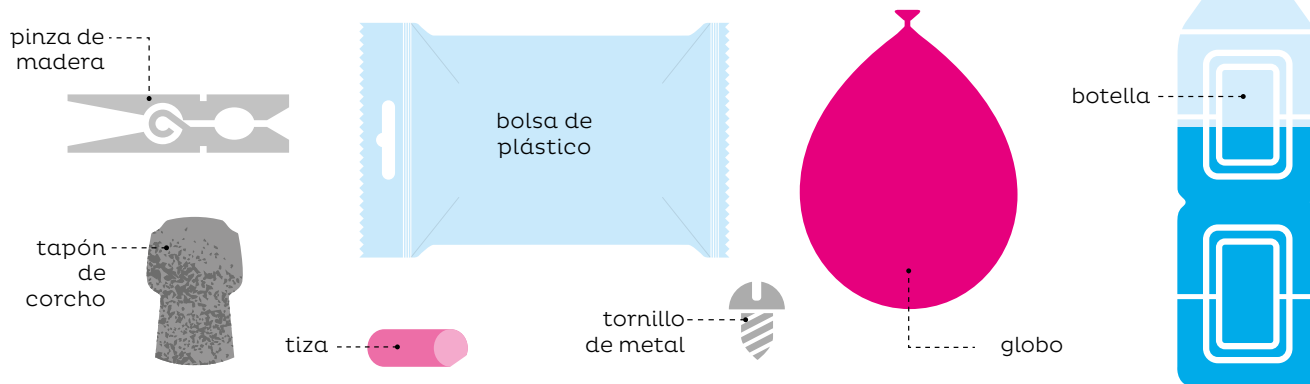 pinza de
madera
bolsa de
plástico
botella
tapón
de
corcho
tiza
tornillo
de metal
globo